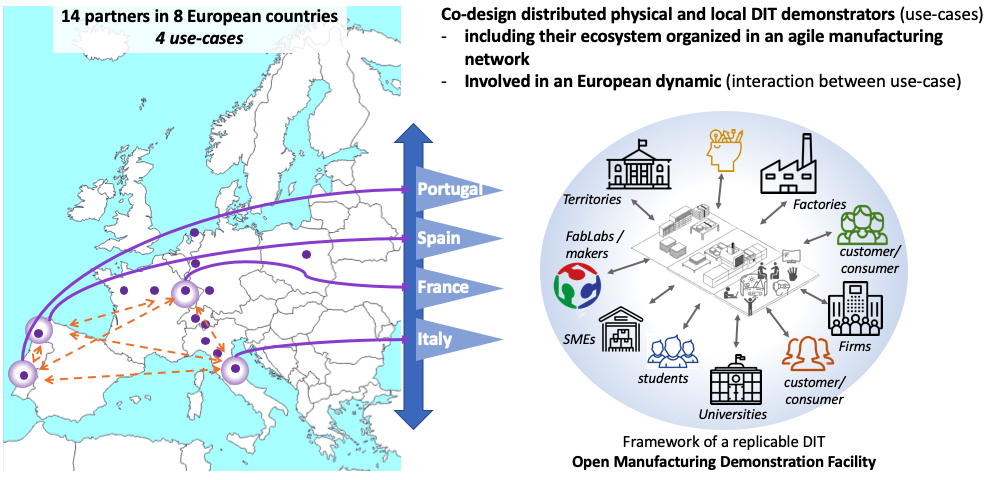 14 partners in 8 European countries
4 use-cases
Co-design distributed physical and local DIT demonstrators (use-cases)
- including their ecosystem organized in an agile manufacturing
network
- Involved in an European dynamic (interaction between use-case)
Portugal
Spain
France
Italy
Territories
Factories
FabLabs /
makers
customer/
consumer
SMEs
Firms
students
customer/
consumer
Universities
Framework of a replicable DIT
Open Manufacturing Demonstration Facility